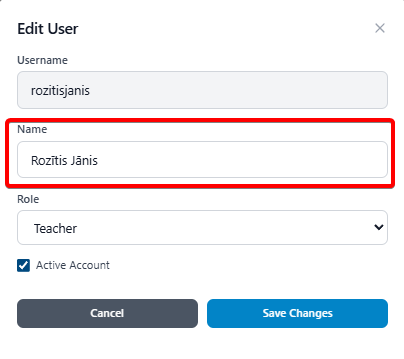 Edit User
Username
rozitisjanis
Name
Rozītis Jānis
Role
Teacher
Active Account
Cancel
Save Changes